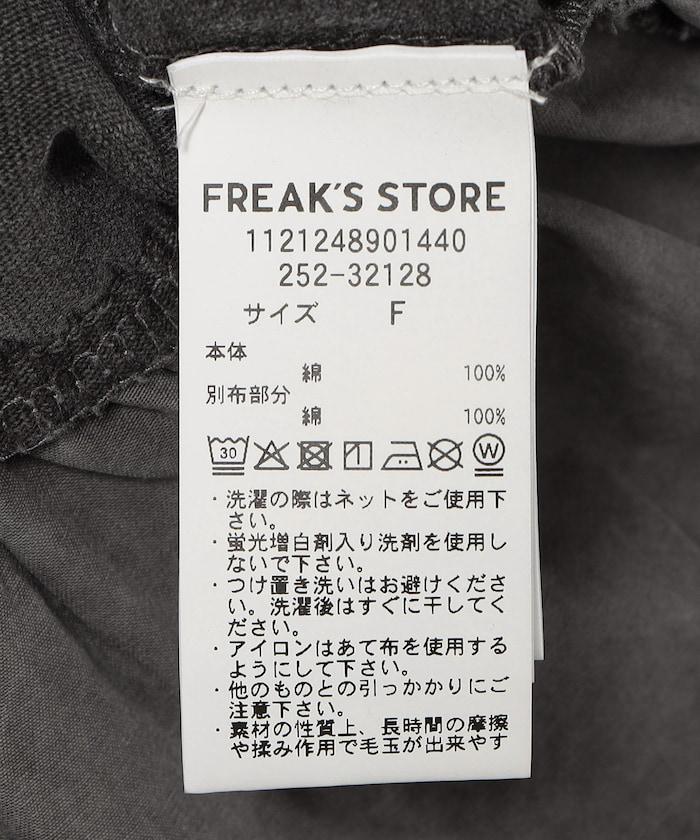 FREAK'S STORE
1121248901440
252-32128
サイズ F
本体
綿 100%
別布部分
綿 100%
30 W
・洗濯の際はネットをご使用下
さい。
・蛍光増白剤入り洗剤を使用し
ないで下さい。
・つけ置き洗いはお避けくださ
い。洗濯後はすぐに干してく
ださい。
・アイロンはあて布を使用する
ようにして下さい。
・他のものとの引っかかりにご
注意下さい。
・素材の性質上、長時間の摩擦
や揉み作用で毛玉が出来やす